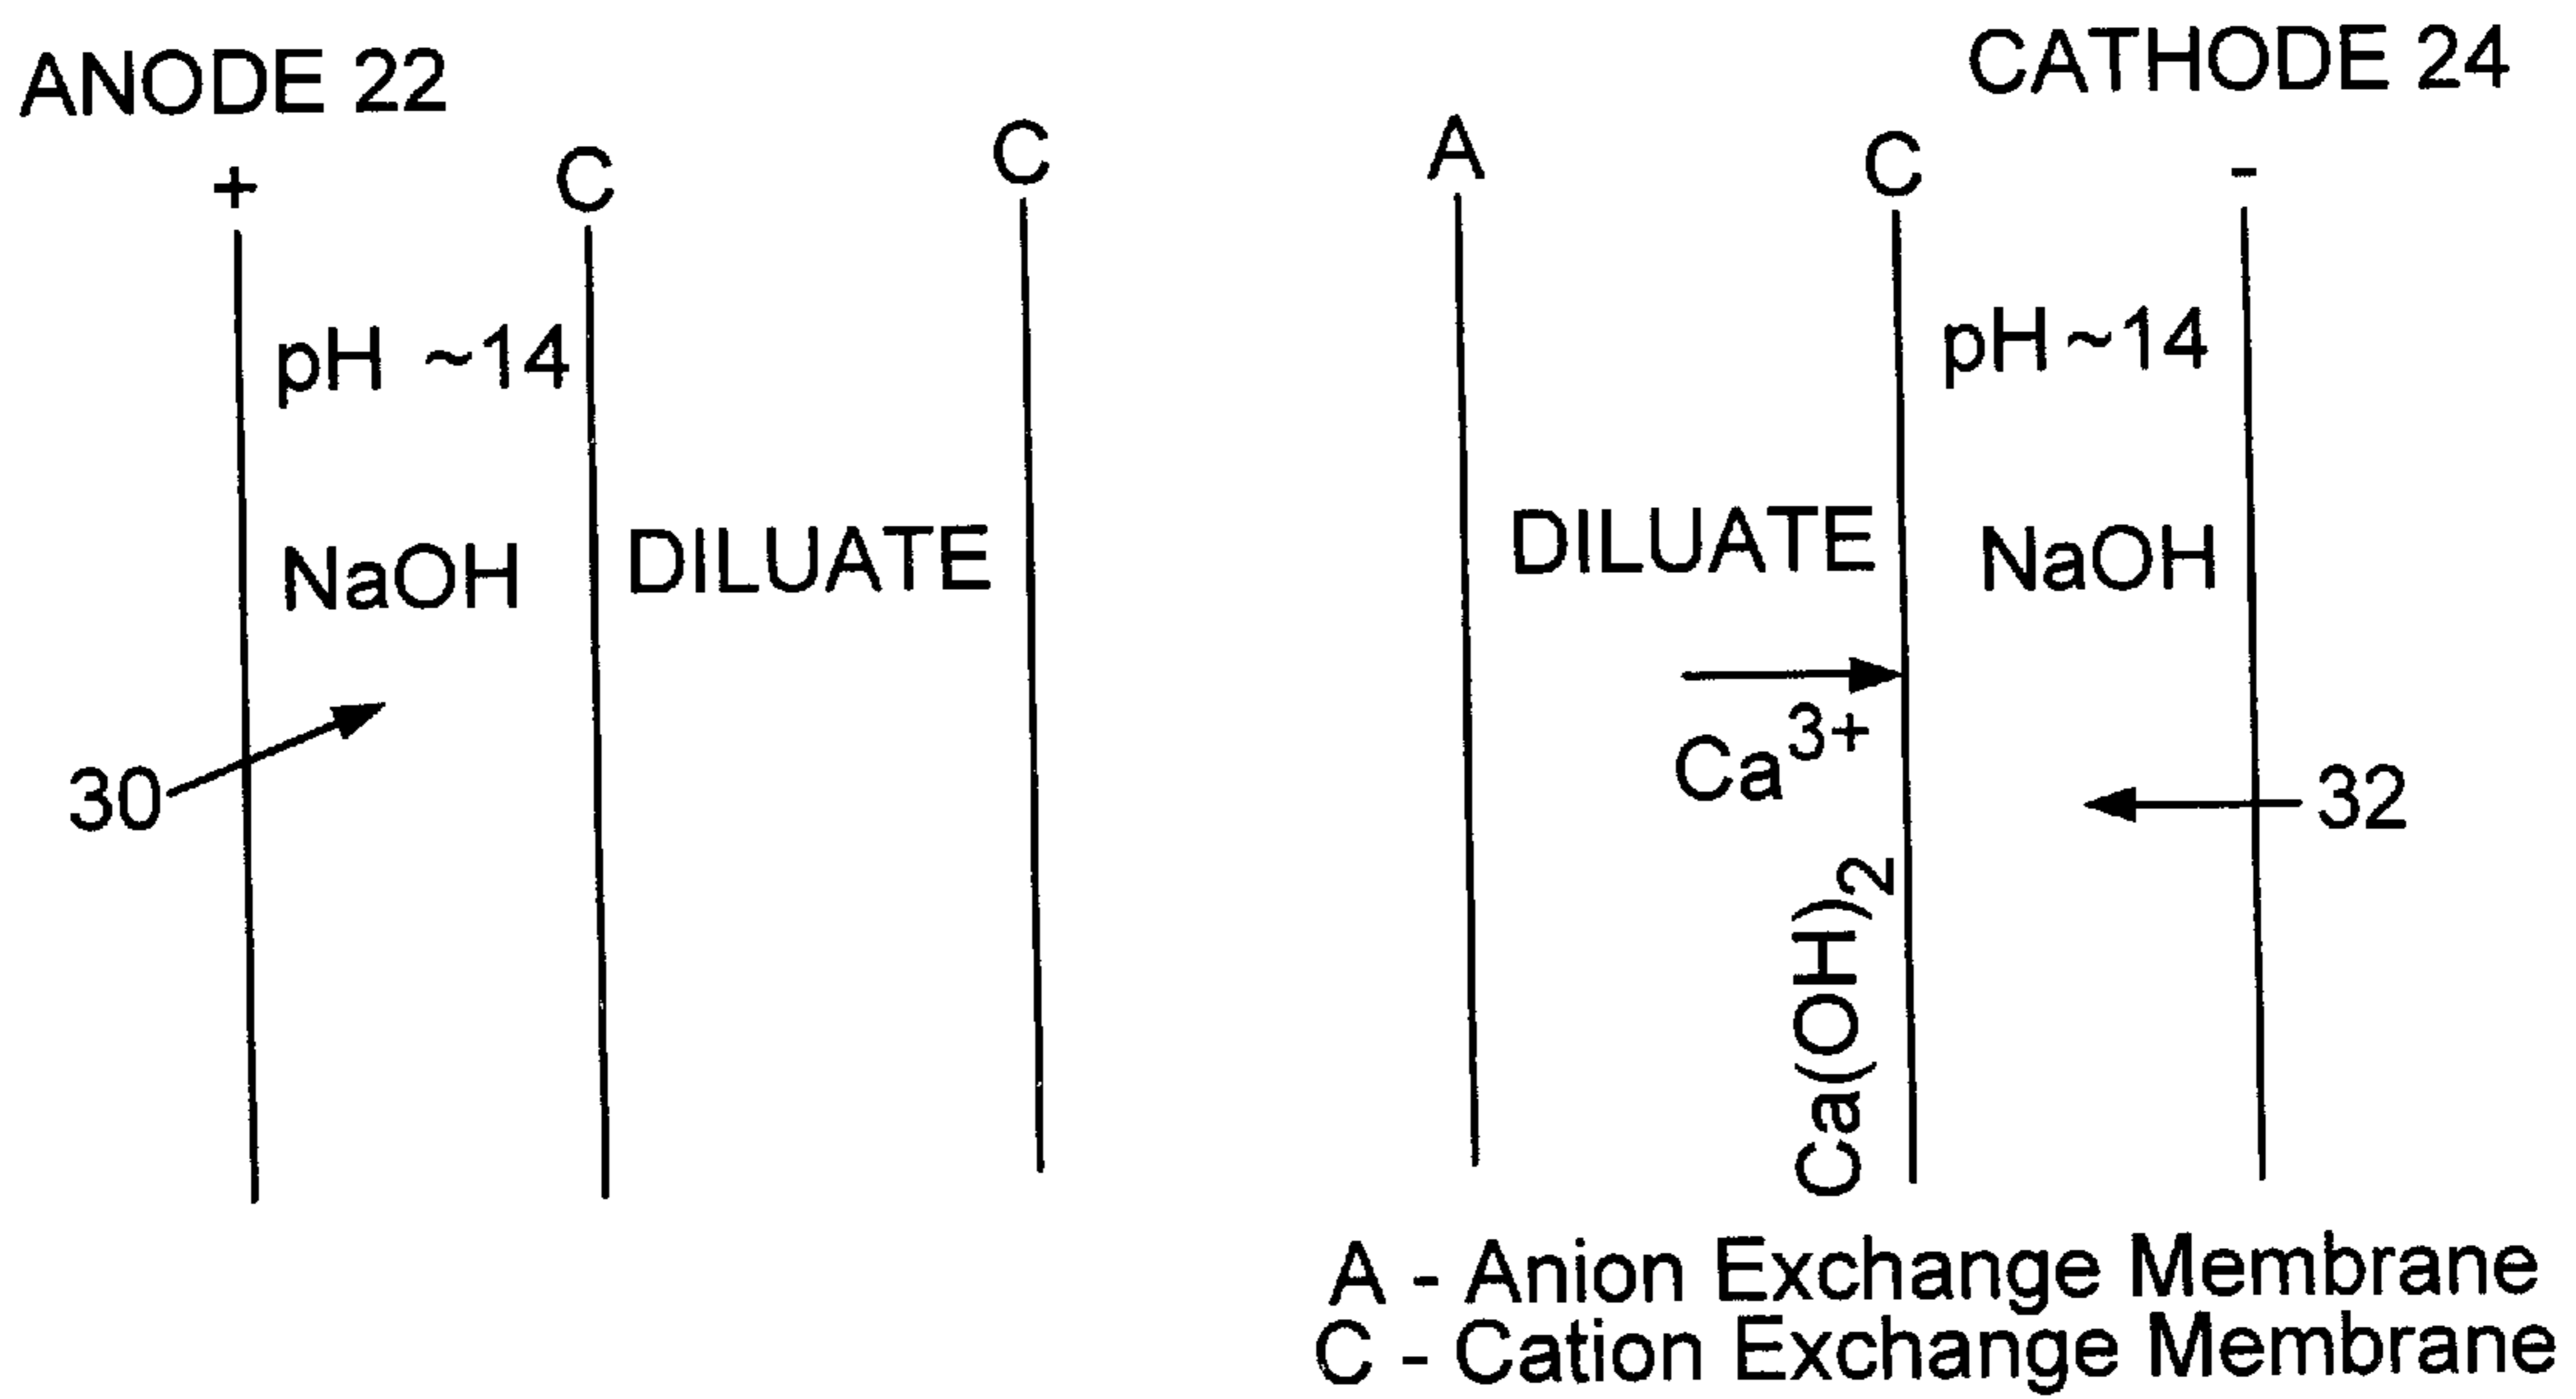 ANODE 22
CATHODE 24
+
C
C
A
C
-
pH ~14
pH ~14
NaOH
DILUATE
DILUATE
NaOH
Ca3+
30
32
Ca(OH)2
A - Anion Exchange Membrane
C - Cation Exchange Membrane